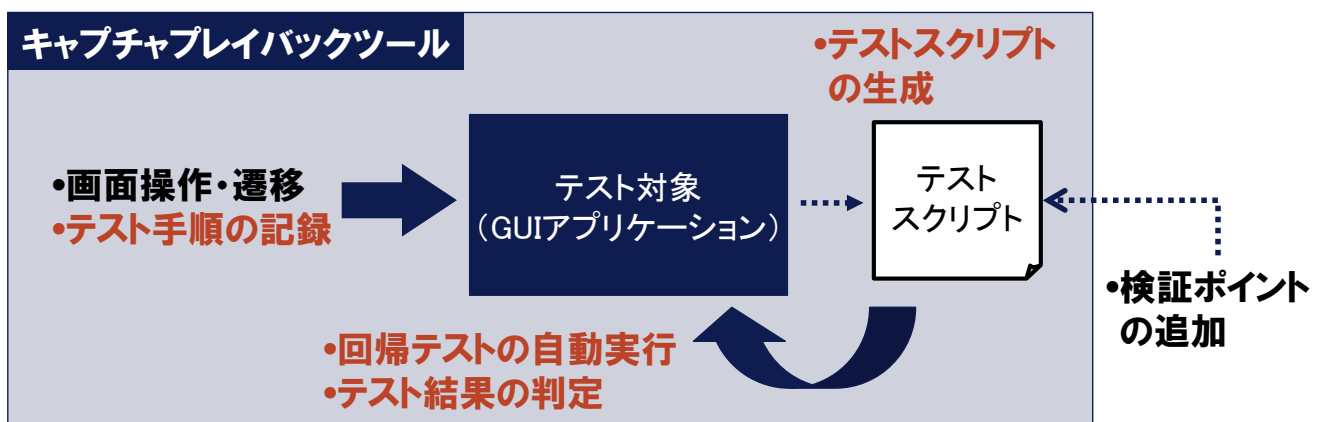 キャプチャプレイバックツール
•テストスクリプト
の生成
•画面操作・遷移
•テスト手順の記録
テスト対象
（GUIアプリケーション）
テスト
スクリプト
•検証ポイント
の追加
•回帰テストの自動実行
•テスト結果の判定